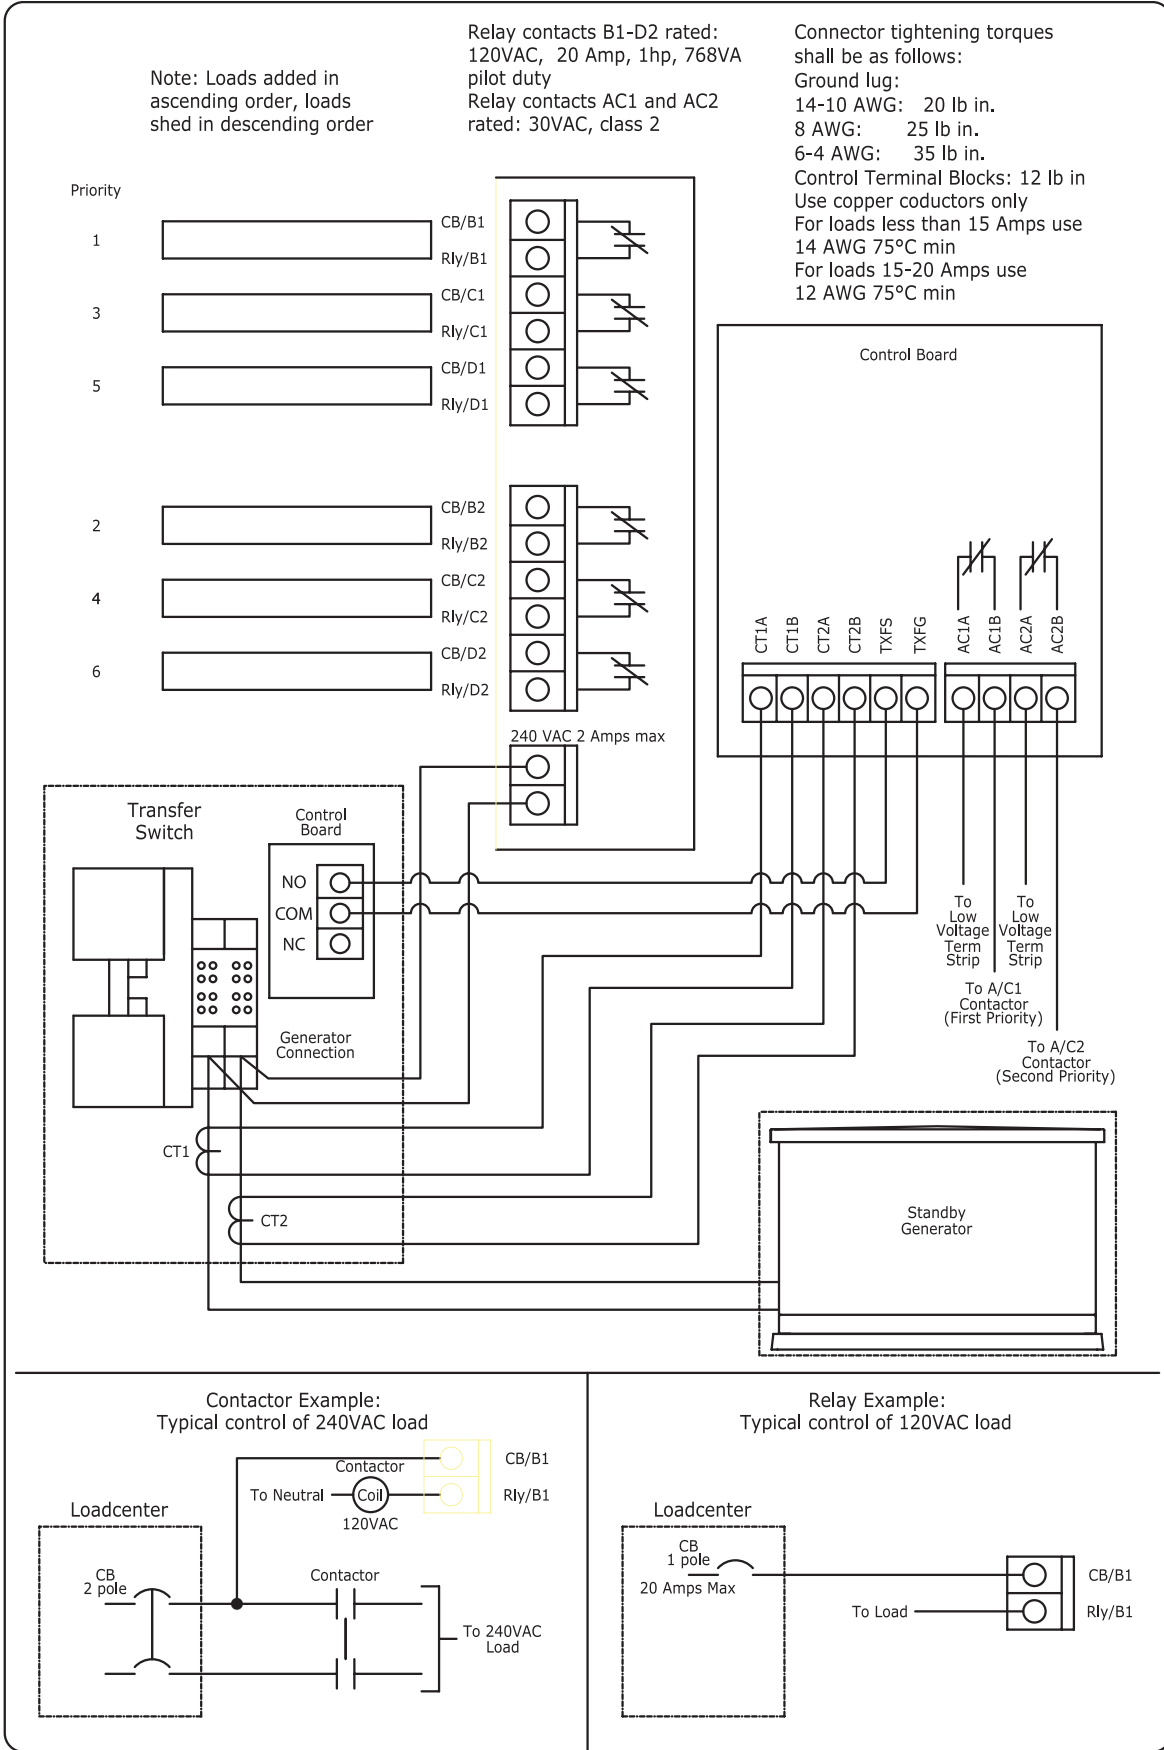 Note: Loads added in
ascending order, loads
shed in descending order
Relay contacts B1-D2 rated:
120VAC, 20 Amp, 1hp, 768VA
pilot duty
Relay contacts AC1 and AC2
rated: 30VAC, class 2
Connector tightening torques
shall be as follows:
Ground lug:
14-10 AWG: 20 lb in.
8 AWG: 25 lb in.
6-4 AWG: 35 lb in.
Control Terminal Blocks: 12 lb in
Use copper coductors only
For loads less than 15 Amps use
14 AWG 75°C min
For loads 15-20 Amps use
12 AWG 75°C min
Priority
1
CB/B1
Rly/B1
3
CB/C1
Rly/C1
5
CB/D1
Rly/D1
2
CB/B2
Rly/B2
4
CB/C2
Rly/C2
6
CB/D2
Rly/D2
240 VAC 2 Amps max
Control Board
CT1A
CT1B
CT2A
CT2B
TXFS
TXFG
AC1A
AC1B
AC2A
AC2B
Transfer
Switch
Control
Board
NO
COM
NC
Generator
Connection
CT1
CT2
To
Low
Voltage
Term
Strip
To
Low
Voltage
Term
Strip
To A/C1
Contactor
(First Priority)
To A/C2
Contactor
(Second Priority)
Standby
Generator
Contactor Example:
Typical control of 240VAC load
Contactor
CB/B1
To Neutral
Coil
Rly/B1
120VAC
Loadcenter
CB
2 pole
Contactor
To 240VAC
Load
Relay Example:
Typical control of 120VAC load
Loadcenter
CB
1 pole
20 Amps Max
CB/B1
To Load
Rly/B1